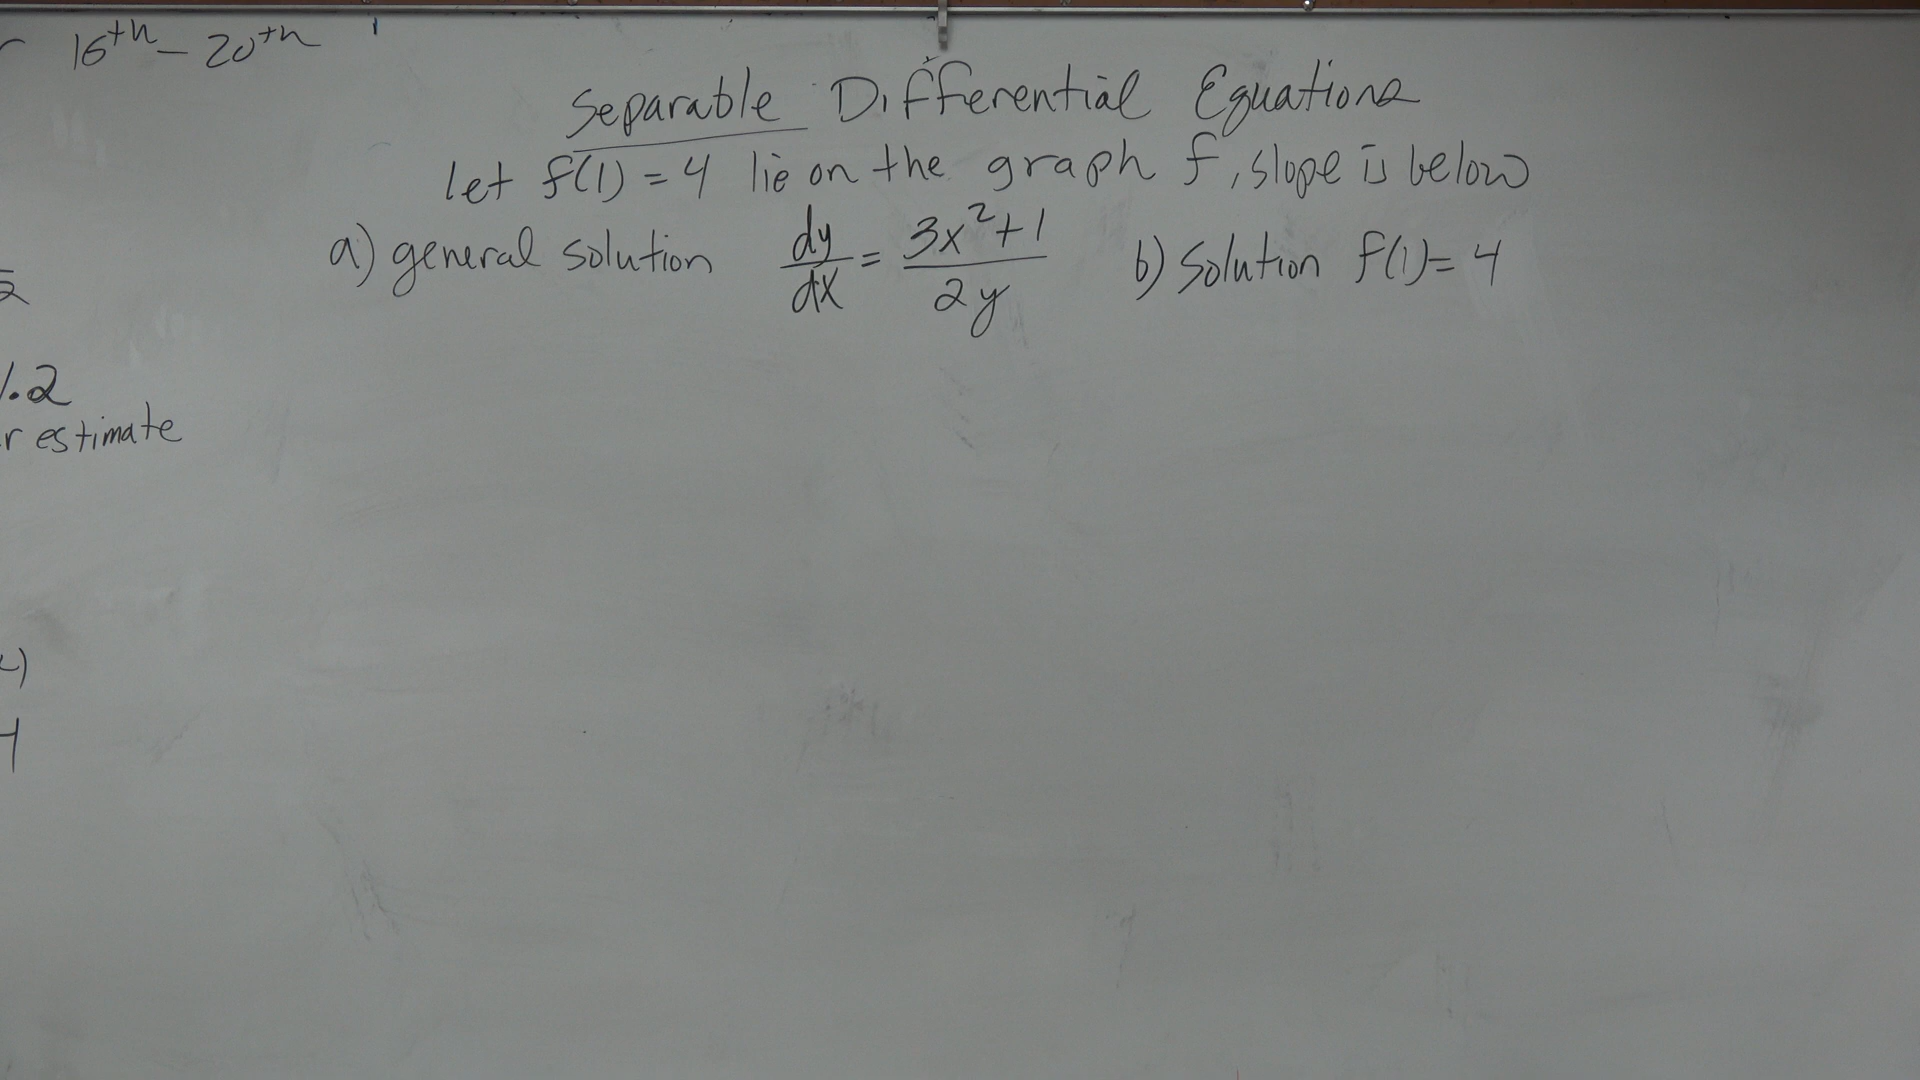 16th - 20th
Separable Differential Equations
let f(1) = 4 lie on the graph f, slope is below
a) general solution dy/dx = (3x²+1)/(2y) b) Solution f(1) = 4
1.2
r estimate